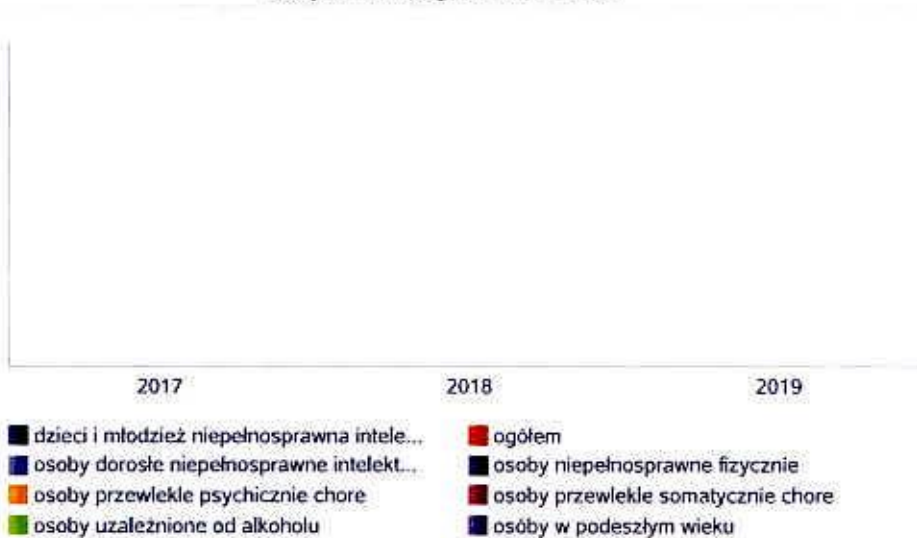 2017 2018 2019
dzieci i młodzież niepełnosprawna intele...
osoby dorosłe niepełnosprawne intelekt...
osoby przewlekle psychicznie chore
osoby uzależnione od alkoholu
ogółem
osoby niepełnosprawne fizycznie
osoby przewlekle somatycznie chore
osoby w podeszłym wieku